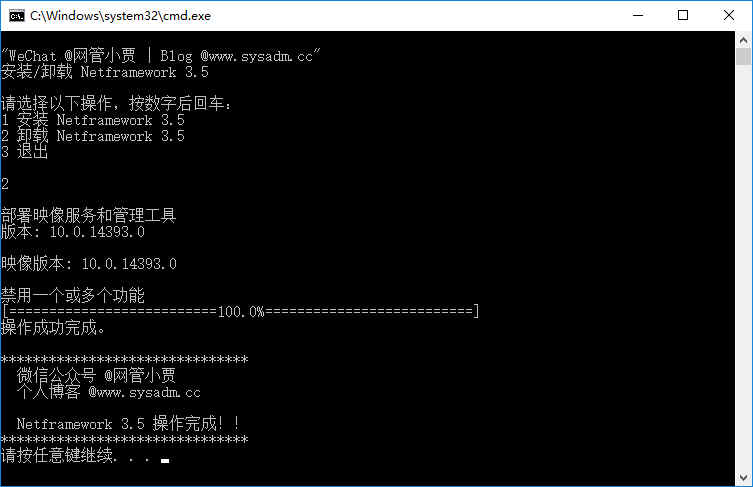 C:\Windows\system32\cmd.exe
"WeChat @网管小贾 | Blog @www.sysadm.cc"
安装/卸载 Netframework 3.5
请选择以下操作，按数字后回车：
1 安装 Netframework 3.5
2 卸载 Netframework 3.5
3 退出
2
部署映像服务和管理工具
版本: 10.0.14393.0
映像版本: 10.0.14393.0
禁用一个或多个功能
[==========================100.0%==========================]
操作成功完成。
*******************************
微信公众号 @网管小贾
个人博客 @www.sysadm.cc
Netframework 3.5 操作完成！！
*******************************
请按任意键继续. . .